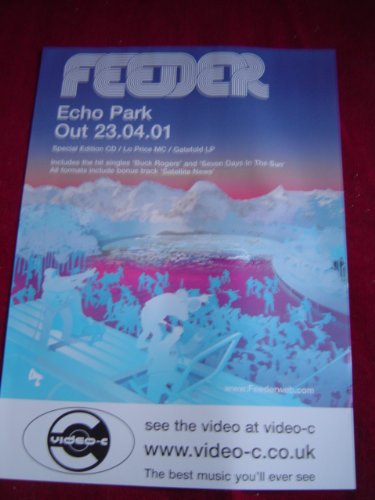 FEEDER
Echo Park
Out 23.04.01
Special Edition CD / Lo Price MC / Gatefold LP
Includes the hit singles 'Buck Rogers' and 'Seven Days In The Sun'
All formats include bonus track 'Satellite News'
www.Feederweb.com
VIDEO-C
see the video at video-c
www.video-c.co.uk
The best music you'll ever see